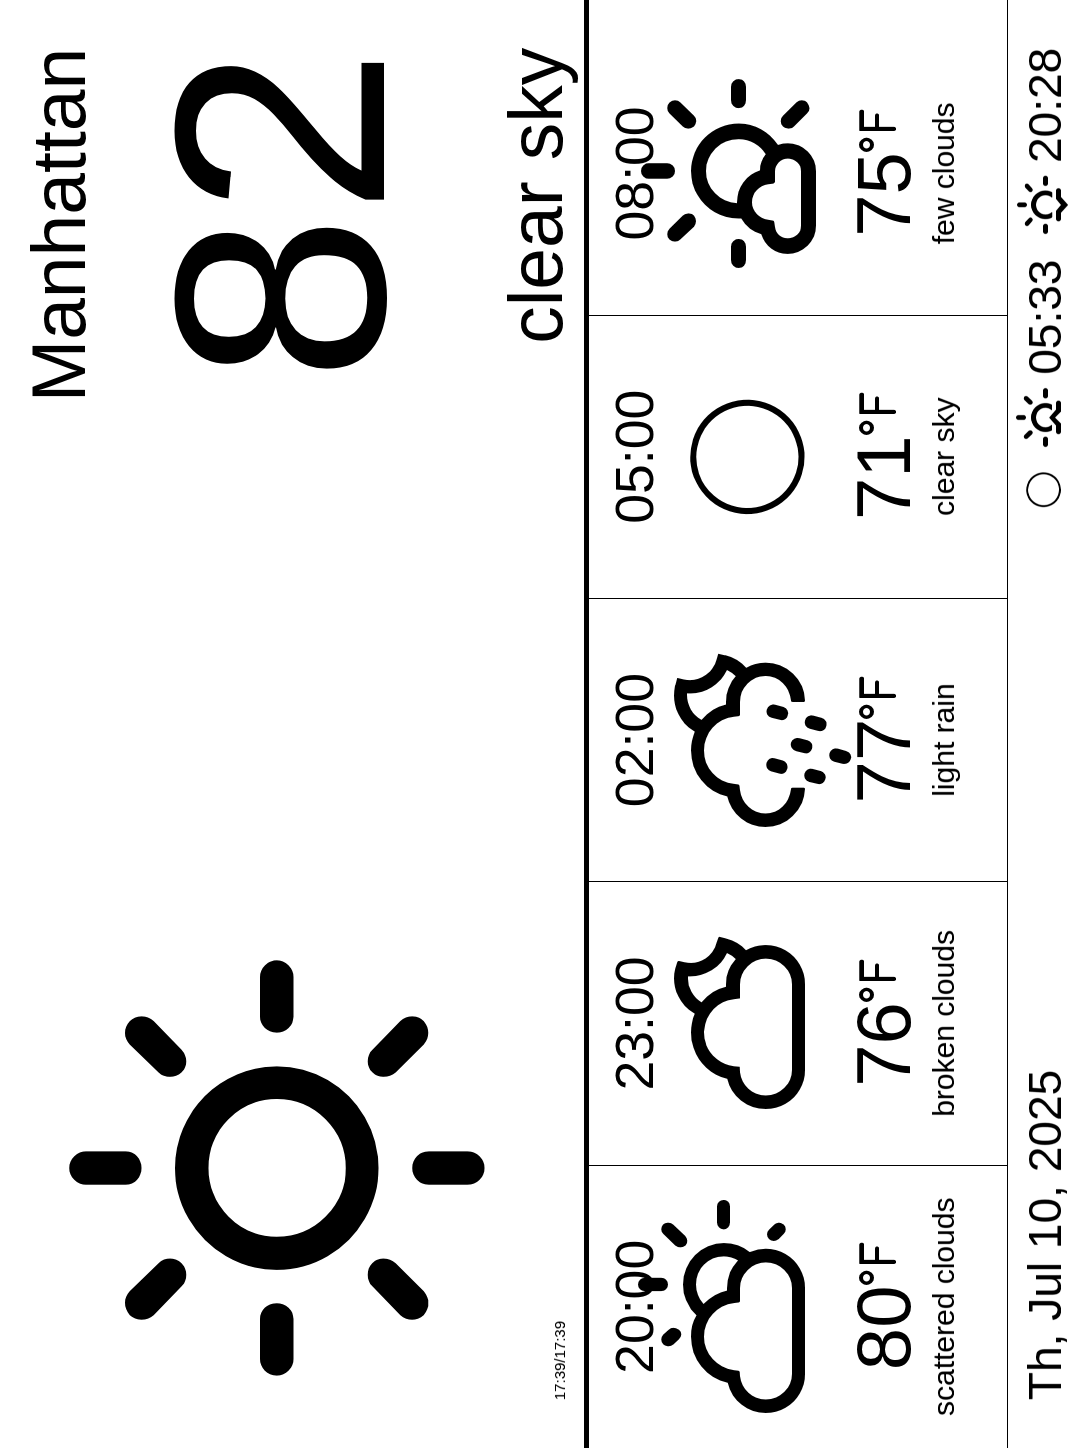 Manhattan
82
clear sky
17:39/17:39
20:00 23:00 02:00 05:00 08:00
80°F 76°F 77°F 71°F 75°F
scattered clouds broken clouds light rain clear sky few clouds
Th, Jul 10, 2025 05:33 20:28